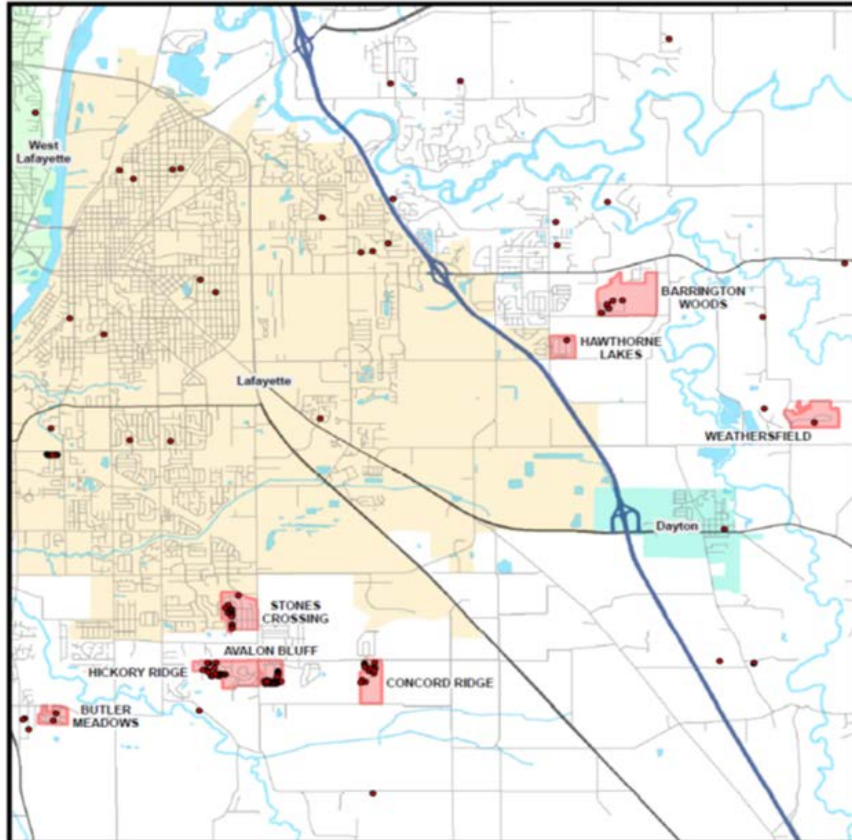 West
Lafayette
BARRINGTON
WOODS
HAWTHORNE
LAKES
Lafayette
WEATHERSFIELD
Dayton
STONES
CROSSING
AVALON BLUFF
HICKORY RIDGE
CONCORD RIDGE
BUTLER
MEADOWS